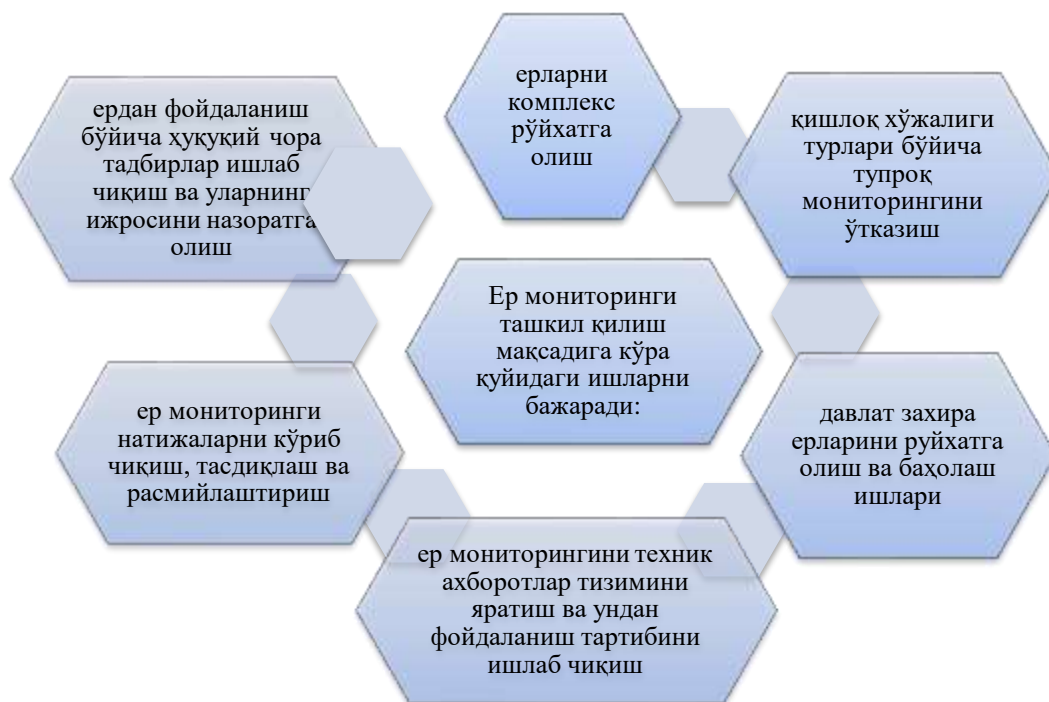 ерларни
комплекс
рўйхатга
олиш
қишлоқ хўжалиги
турлари бўйича
тупроқ
мониторингини
ўтказиш
давлат захира
ерларини руйхатга
олиш ва баҳолаш
ишлари
ер мониторингини техник
ахборотлар тизимини
яратиш ва ундан
фойдаланиш тартибини
ишлаб чиқиш
ер мониторинги
натижаларни кўриб
чиқиш, тасдиқлаш ва
расмийлаштириш
ердан фойдаланиш
бўйича ҳуқуқий чора
тадбирлар ишлаб
чиқиш ва уларнинг
ижросини назоратга
олиш
Ер мониторинги
ташкил қилиш
мақсадига кўра
қуйидаги ишларни
бажаради: